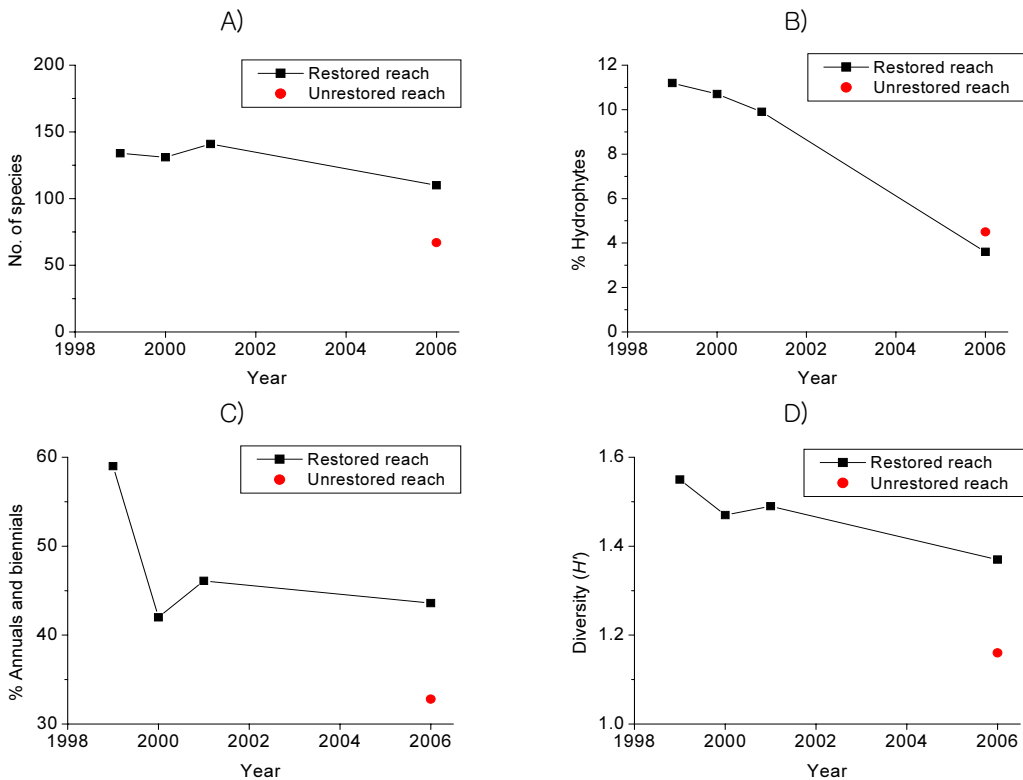 A)
200
150
100
50
0
No. of species
Restored reach
Unrestored reach
1998 2000 2002 2004 2006
Year
B)
12
10
8
6
4
2
0
% Hydrophytes
Restored reach
Unrestored reach
1998 2000 2002 2004 2006
Year
C)
60
50
40
30
% Annuals and biennials
Restored reach
Unrestored reach
1998 2000 2002 2004 2006
Year
D)
1.6
1.4
1.2
1.0
Diversity (H')
Restored reach
Unrestored reach
1998 2000 2002 2004 2006
Year